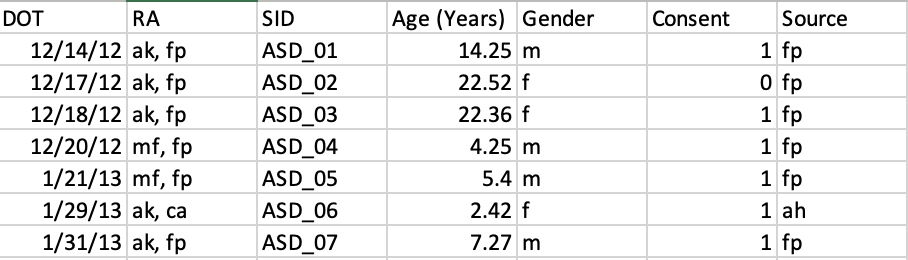 DOT RA SID Age (Years) Gender Consent Source
12/14/12 ak, fp ASD_01 14.25 m 1 fp
12/17/12 ak, fp ASD_02 22.52 f 0 fp
12/18/12 ak, fp ASD_03 22.36 f 1 fp
12/20/12 mf, fp ASD_04 4.25 m 1 fp
1/21/13 mf, fp ASD_05 5.4 m 1 fp
1/29/13 ak, ca ASD_06 2.42 f 1 ah
1/31/13 ak, fp ASD_07 7.27 m 1 fp